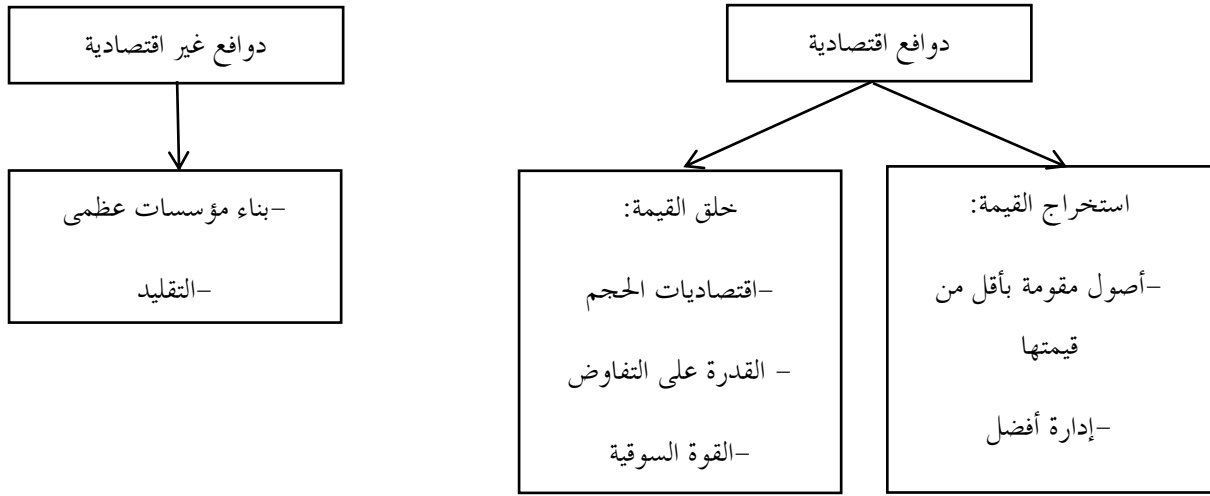 دوافع اقتصادية
استخراج القيمة:
–أصول مقومة بأقل من
قيمتها
–إدارة أفضل
خلق القيمة:
–اقتصاديات الحجم
– القدرة على التفاوض
–القوة السوقية
دوافع غير اقتصادية
–بناء مؤسسات عظمى
–التقليد